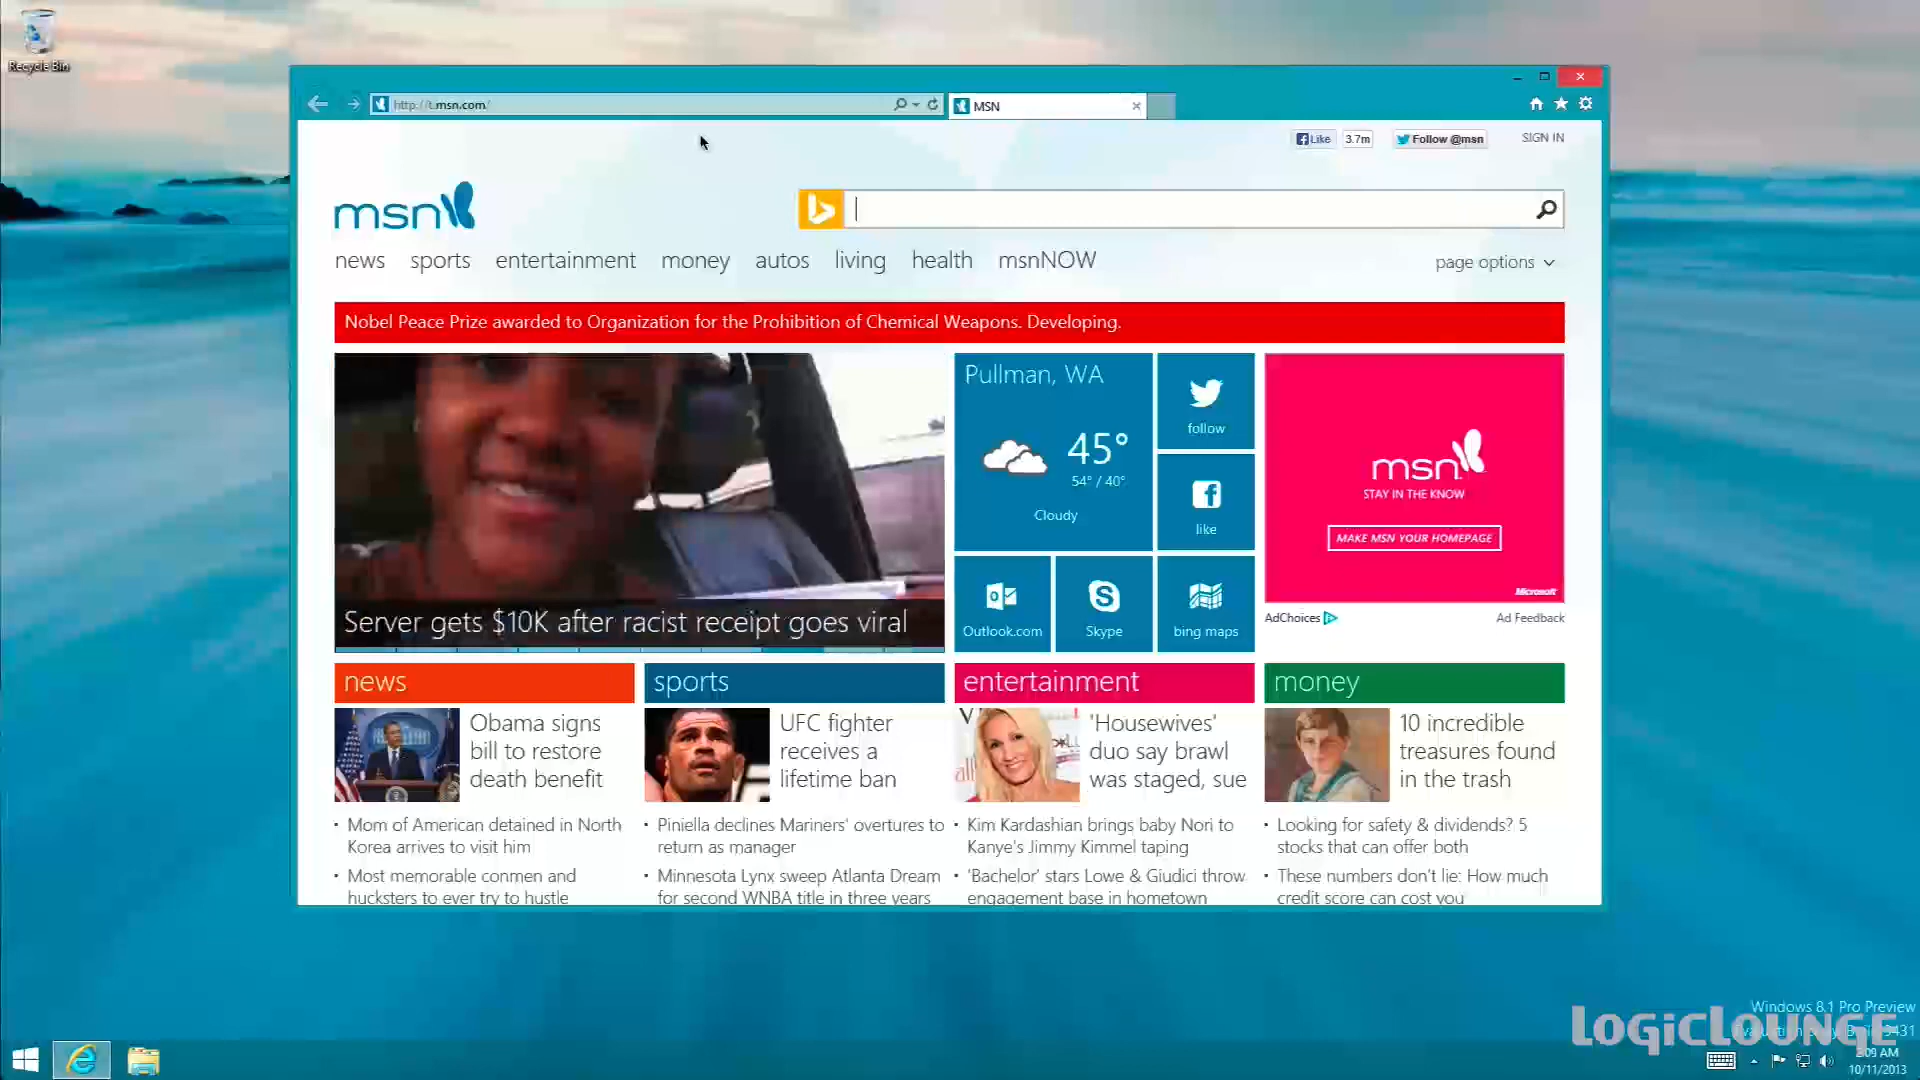 Recycle Bin
http://t.msn.com/
MSN
Like
3.7m
Follow @msn
SIGN IN
msn
news sports entertainment money autos living health msnNOW
page options
Nobel Peace Prize awarded to Organization for the Prohibition of Chemical Weapons. Developing.
Server gets $10K after racist receipt goes viral
Pullman, WA
45°
54° / 40°
Cloudy
follow
like
Outlook.com
Skype
bing maps
msn
STAY IN THE KNOW
MAKE MSN YOUR HOMEPAGE
Microsoft
AdChoices
Ad Feedback
news
Obama signs
bill to restore
death benefit
Mom of American detained in North
Korea arrives to visit him
Most memorable conmen and
hucksters to ever try to hustle
sports
UFC fighter
receives a
lifetime ban
Piniella declines Mariners' overtures to
return as manager
Minnesota Lynx sweep Atlanta Dream
for second WNBA title in three years
entertainment
'Housewives'
duo say brawl
was staged, sue
Kim Kardashian brings baby Nori to
Kanye's Jimmy Kimmel taping
'Bachelor' stars Lowe & Giudici throw
engagement base in hometown
money
10 incredible
treasures found
in the trash
Looking for safety & dividends? 5
stocks that can offer both
These numbers don't lie: How much
credit score can cost you
Windows 8.1 Pro Preview
LOGICLOUNGE
10/11/2013